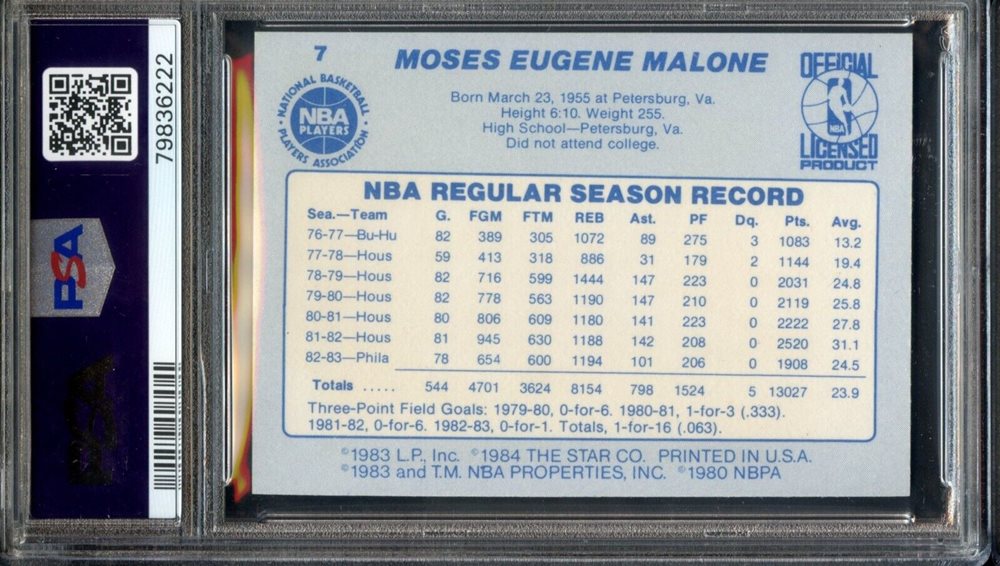 7
MOSES EUGENE MALONE
OFFICIAL
NBA
LICENSED
PRODUCT
NATIONAL BASKETBALL
NBA
PLAYERS
PLAYERS ASSOCIATION
Born March 23, 1955 at Petersburg, Va.
Height 6:10. Weight 255.
High School—Petersburg, Va.
Did not attend college.
NBA REGULAR SEASON RECORD
Sea.—Team G. FGM FTM REB Ast. PF Dq. Pts. Avg.
76-77—Bu-Hu 82 389 305 1072 89 275 3 1083 13.2
77-78—Hous 59 413 318 886 31 179 2 1144 19.4
78-79—Hous 82 716 599 1444 147 223 0 2031 24.8
79-80—Hous 82 778 563 1190 147 210 0 2119 25.8
80-81—Hous 80 806 609 1180 141 223 0 2222 27.8
81-82—Hous 81 945 630 1188 142 208 0 2520 31.1
82-83—Phila 78 654 600 1194 101 206 0 1908 24.5
Totals ..... 544 4701 3624 8154 798 1524 5 13027 23.9
Three-Point Field Goals: 1979-80, 0-for-6. 1980-81, 1-for-3 (.333).
1981-82, 0-for-6. 1982-83, 0-for-1. Totals, 1-for-16 (.063).
©1983 L.P., Inc. ©1984 THE STAR CO. PRINTED IN U.S.A.
©1983 and T.M. NBA PROPERTIES, INC. ©1980 NBPA
79836222
PSA
PSA